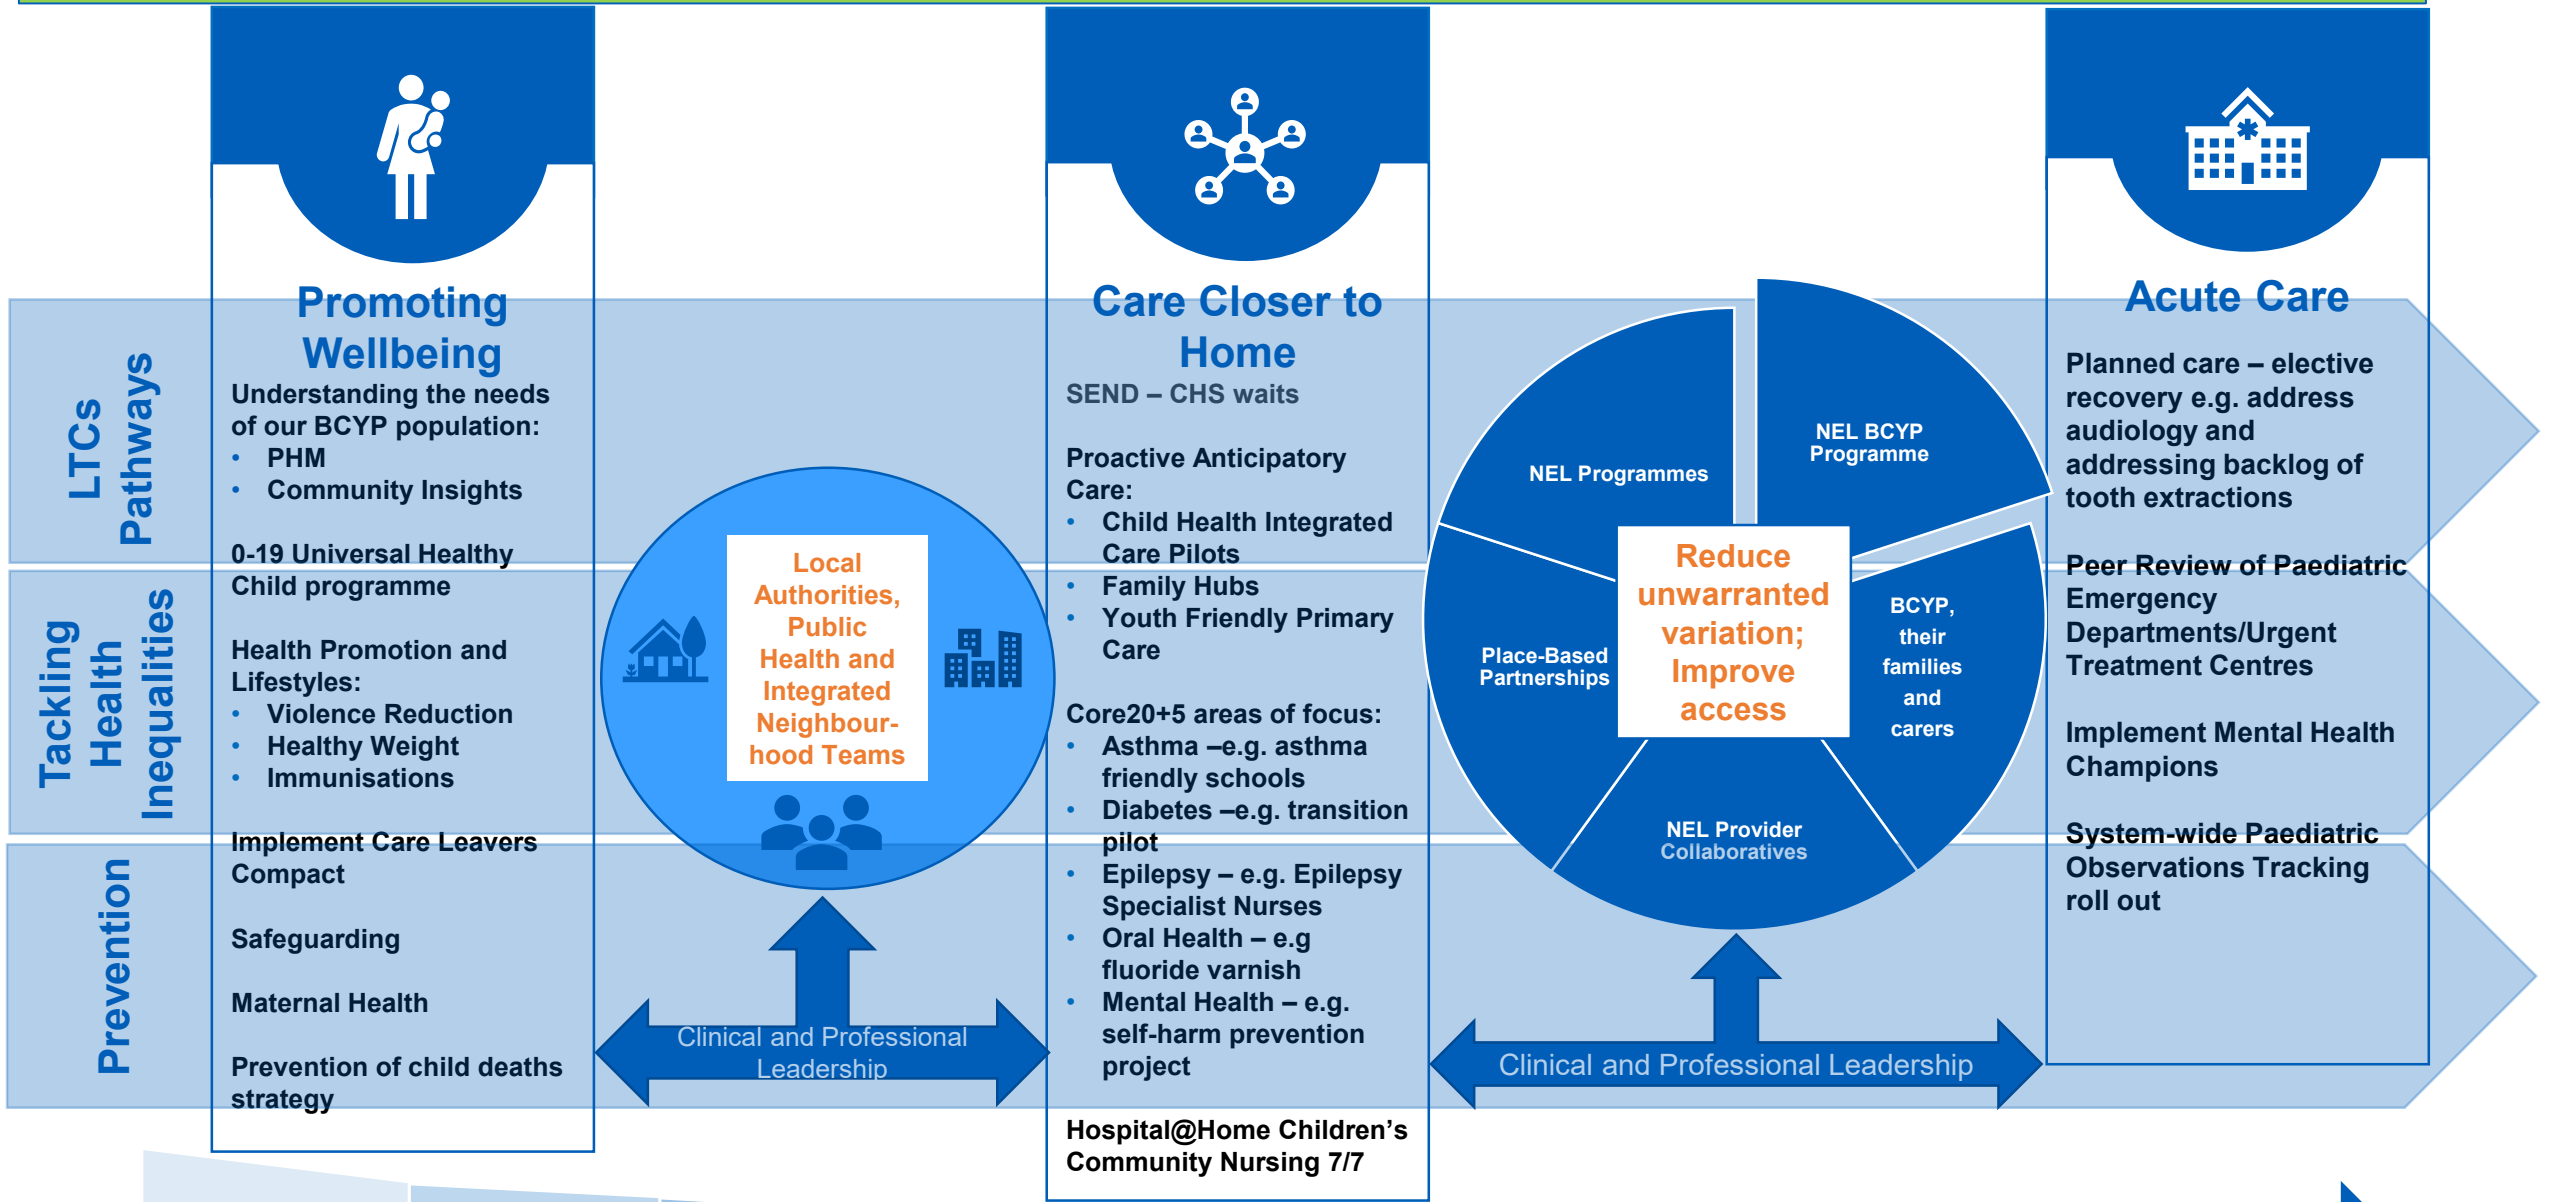 LTCs
Pathways
Tackling
Health
Inequalities
Prevention
Promoting
Wellbeing
Understanding the needs
of our BCYP population:
• PHM
• Community Insights
0-19 Universal Healthy
Child programme
Health Promotion and
Lifestyles:
• Violence Reduction
• Healthy Weight
• Immunisations
Implement Care Leavers
Compact
Safeguarding
Maternal Health
Prevention of child deaths
strategy
Local
Authorities,
Public
Health and
Integrated
Neighbour-
hood Teams
Clinical and Professional
Leadership
Care Closer to
Home
SEND – CHS waits
Proactive Anticipatory
Care:
• Child Health Integrated
Care Pilots
• Family Hubs
• Youth Friendly Primary
Care
Core20+5 areas of focus:
• Asthma –e.g. asthma
friendly schools
• Diabetes –e.g. transition
pilot
• Epilepsy – e.g. Epilepsy
Specialist Nurses
• Oral Health – e.g
fluoride varnish
• Mental Health – e.g.
self-harm prevention
project
Hospital@Home Children’s
Community Nursing 7/7
NEL Programmes
NEL BCYP
Programme
Place-Based
Partnerships
BCYP,
their
families
and
carers
NEL Provider
Collaboratives
Reduce
unwarranted
variation;
Improve
access
Clinical and Professional Leadership
Acute Care
Planned care – elective
recovery e.g. address
audiology and
addressing backlog of
tooth extractions
Peer Review of Paediatric
Emergency
Departments/Urgent
Treatment Centres
Implement Mental Health
Champions
System-wide Paediatric
Observations Tracking
roll out